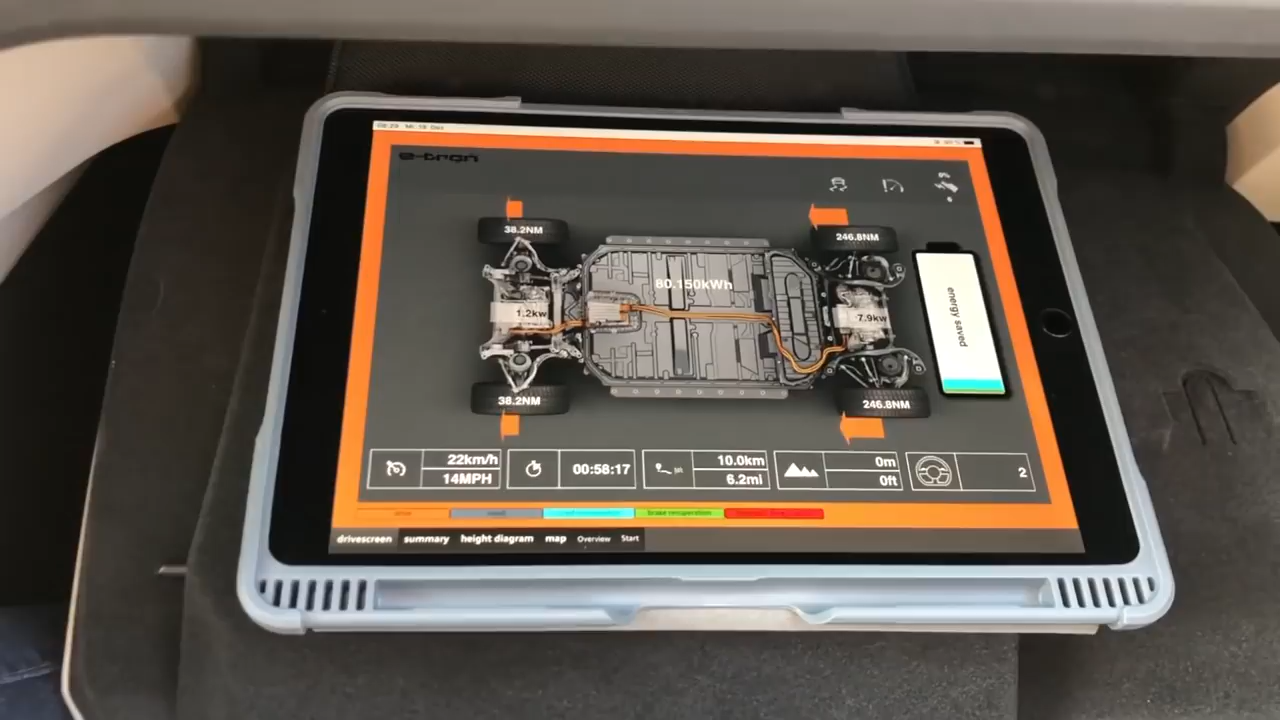 e-tron
38.2NM
246.8NM
80.150kWh
1.2kw
7.9kw
energy saved
38.2NM
246.8NM
22km/h
14MPH
00:58:17
10.0km
6.2mi
0m
0ft
2
brake recuperation
drivescreen summary height diagram map Overview Start